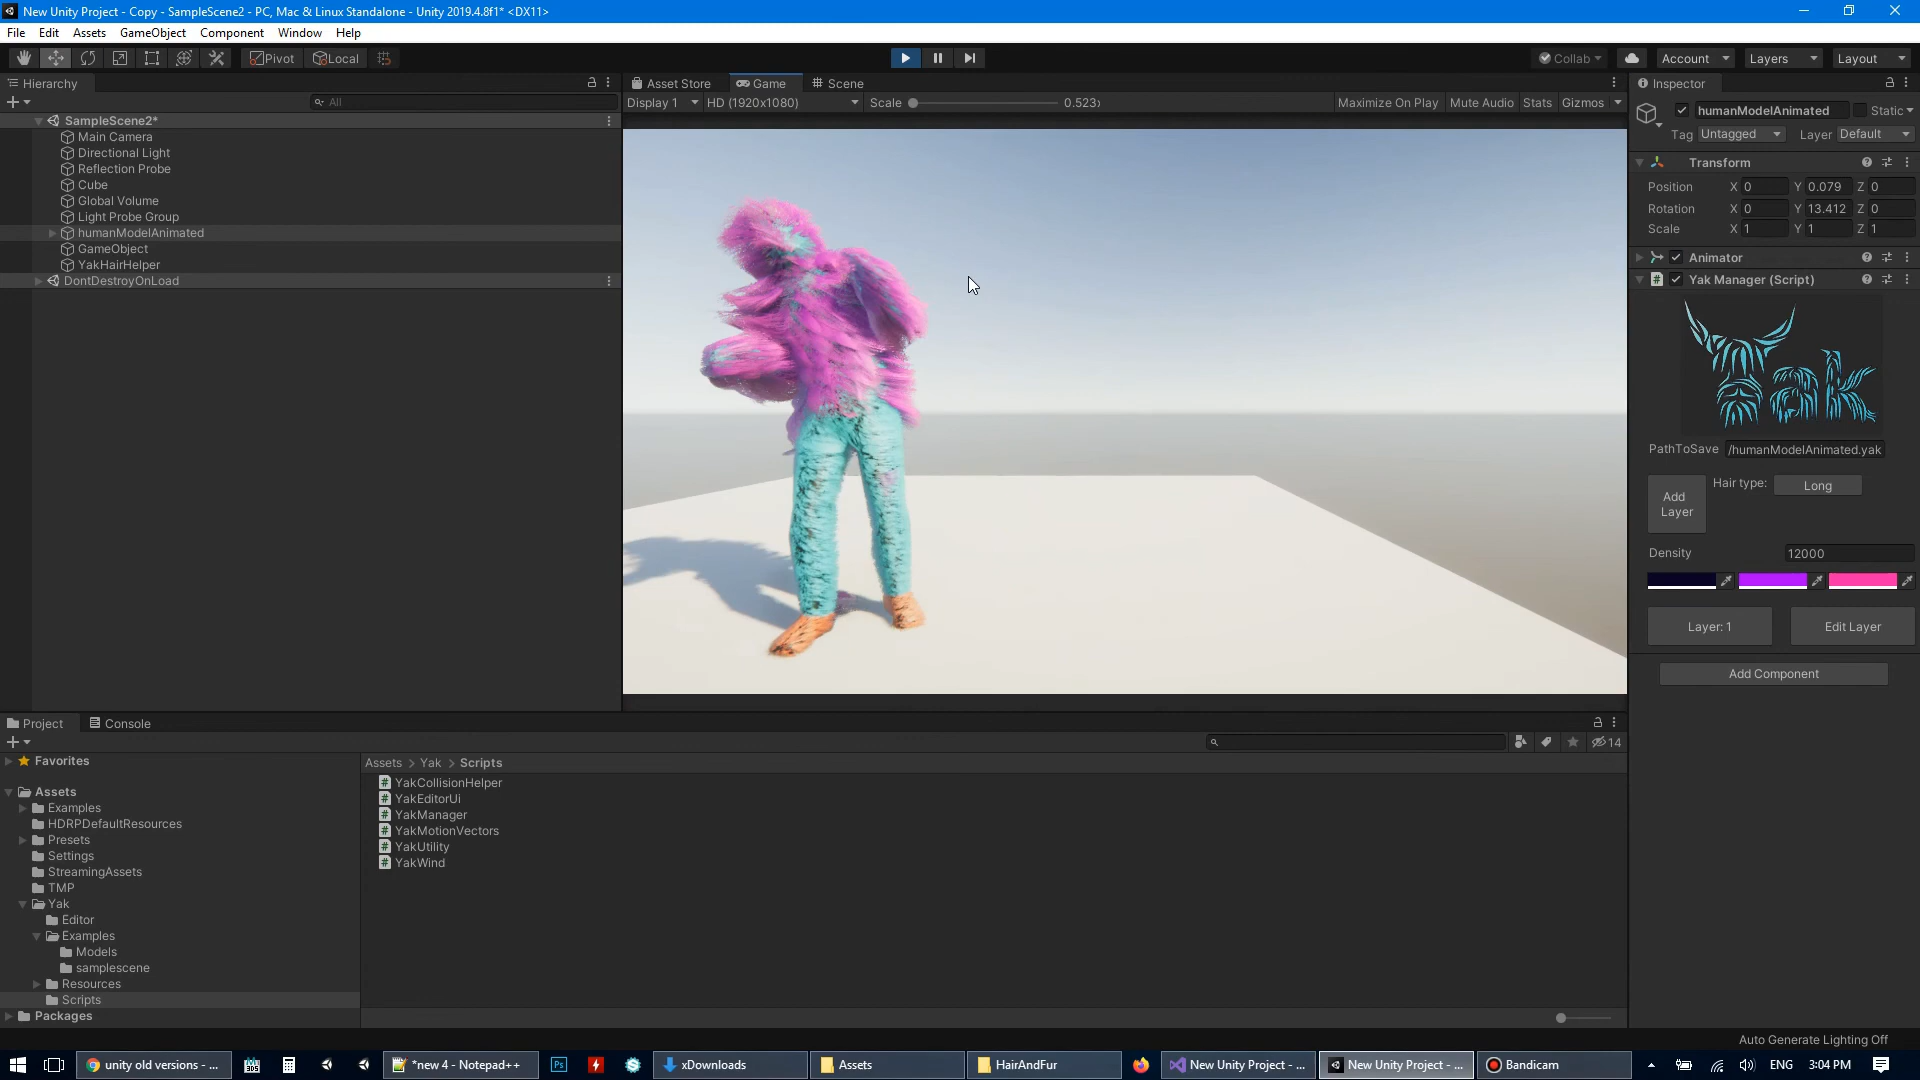 New Unity Project - Copy - SampleScene2 - PC, Mac & Linux Standalone - Unity 2019.4.8f1* <DX11>
File Edit Assets GameObject Component Window Help
Pivot Local Collab Account Layers Layout
Hierarchy
All
SampleScene2*
Main Camera
Directional Light
Reflection Probe
Cube
Global Volume
Light Probe Group
humanModelAnimated
GameObject
YakHairHelper
DontDestroyOnLoad
Asset Store Game Scene
Display 1 HD (1920x1080) Scale 0.523x Maximize On Play Mute Audio Stats Gizmos
Inspector
humanModelAnimated Static
Tag Untagged Layer Default
Transform
Position X 0 Y 0.079 Z 0
Rotation X 0 Y 13.412 Z 0
Scale X 1 Y 1 Z 1
Animator
Yak Manager (Script)
Yak
PathToSave /humanModelAnimated.yak
Add Layer
Hair type: Long
Density 12000
Layer: 1 Edit Layer
Add Component
Project Console
14
Favorites
Assets
Examples
HDRPDefaultResources
Presets
Settings
StreamingAssets
TMP
Yak
Editor
Examples
Models
samplescene
Resources
Scripts
Packages
Assets > Yak > Scripts
YakCollisionHelper
YakEditorUi
YakManager
YakMotionVectors
YakUtility
YakWind
Auto Generate Lighting Off
unity old versions - ... *new 4 - Notepad++ Ps xDownloads Assets HairAndFur New Unity Project - ... New Unity Project - ... Bandicam ENG 3:04 PM